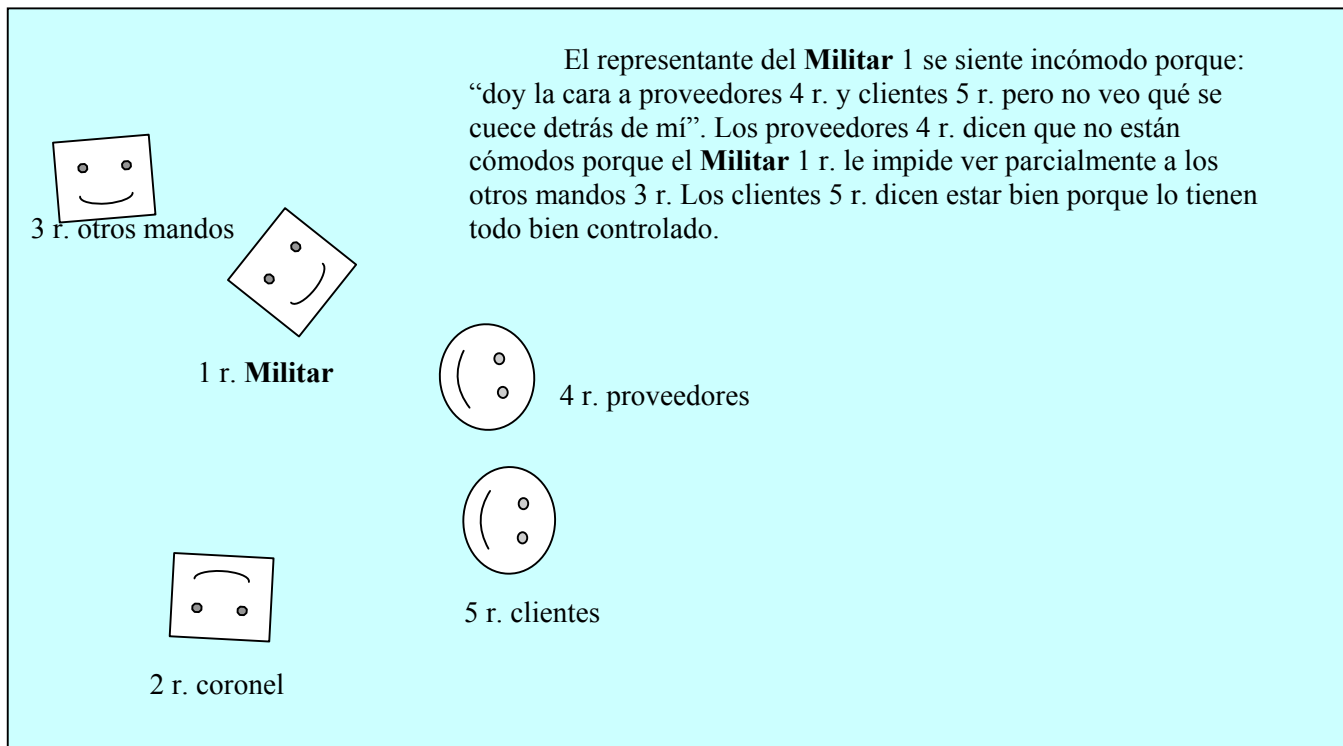 El representante del Militar 1 se siente incómodo porque:
“doy la cara a proveedores 4 r. y clientes 5 r. pero no veo qué se
cuece detrás de mí”. Los proveedores 4 r. dicen que no están
cómodos porque el Militar 1 r. le impide ver parcialmente a los
otros mandos 3 r. Los clientes 5 r. dicen estar bien porque lo tienen
todo bien controlado.
3 r. otros mandos
1 r. Militar
4 r. proveedores
5 r. clientes
2 r. coronel